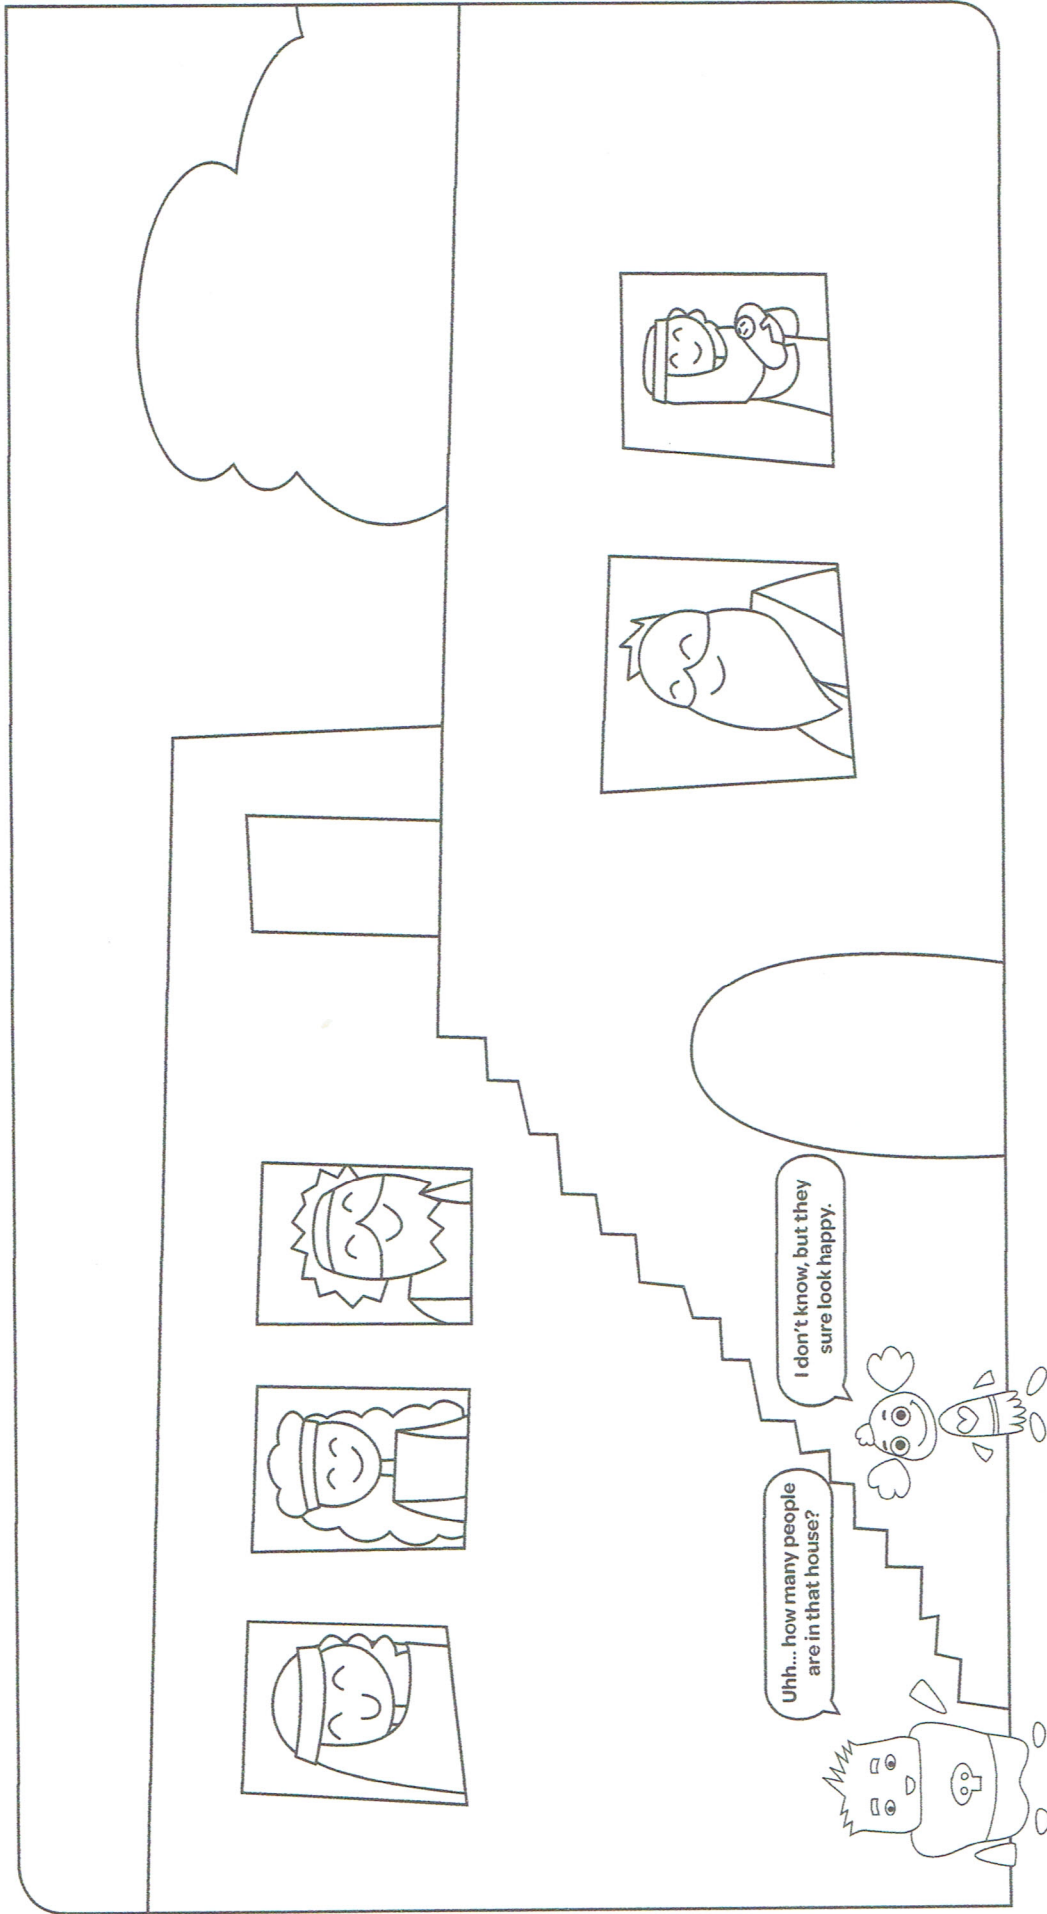 Uhh... how many people
are in that house?
I don't know, but they
sure look happy.